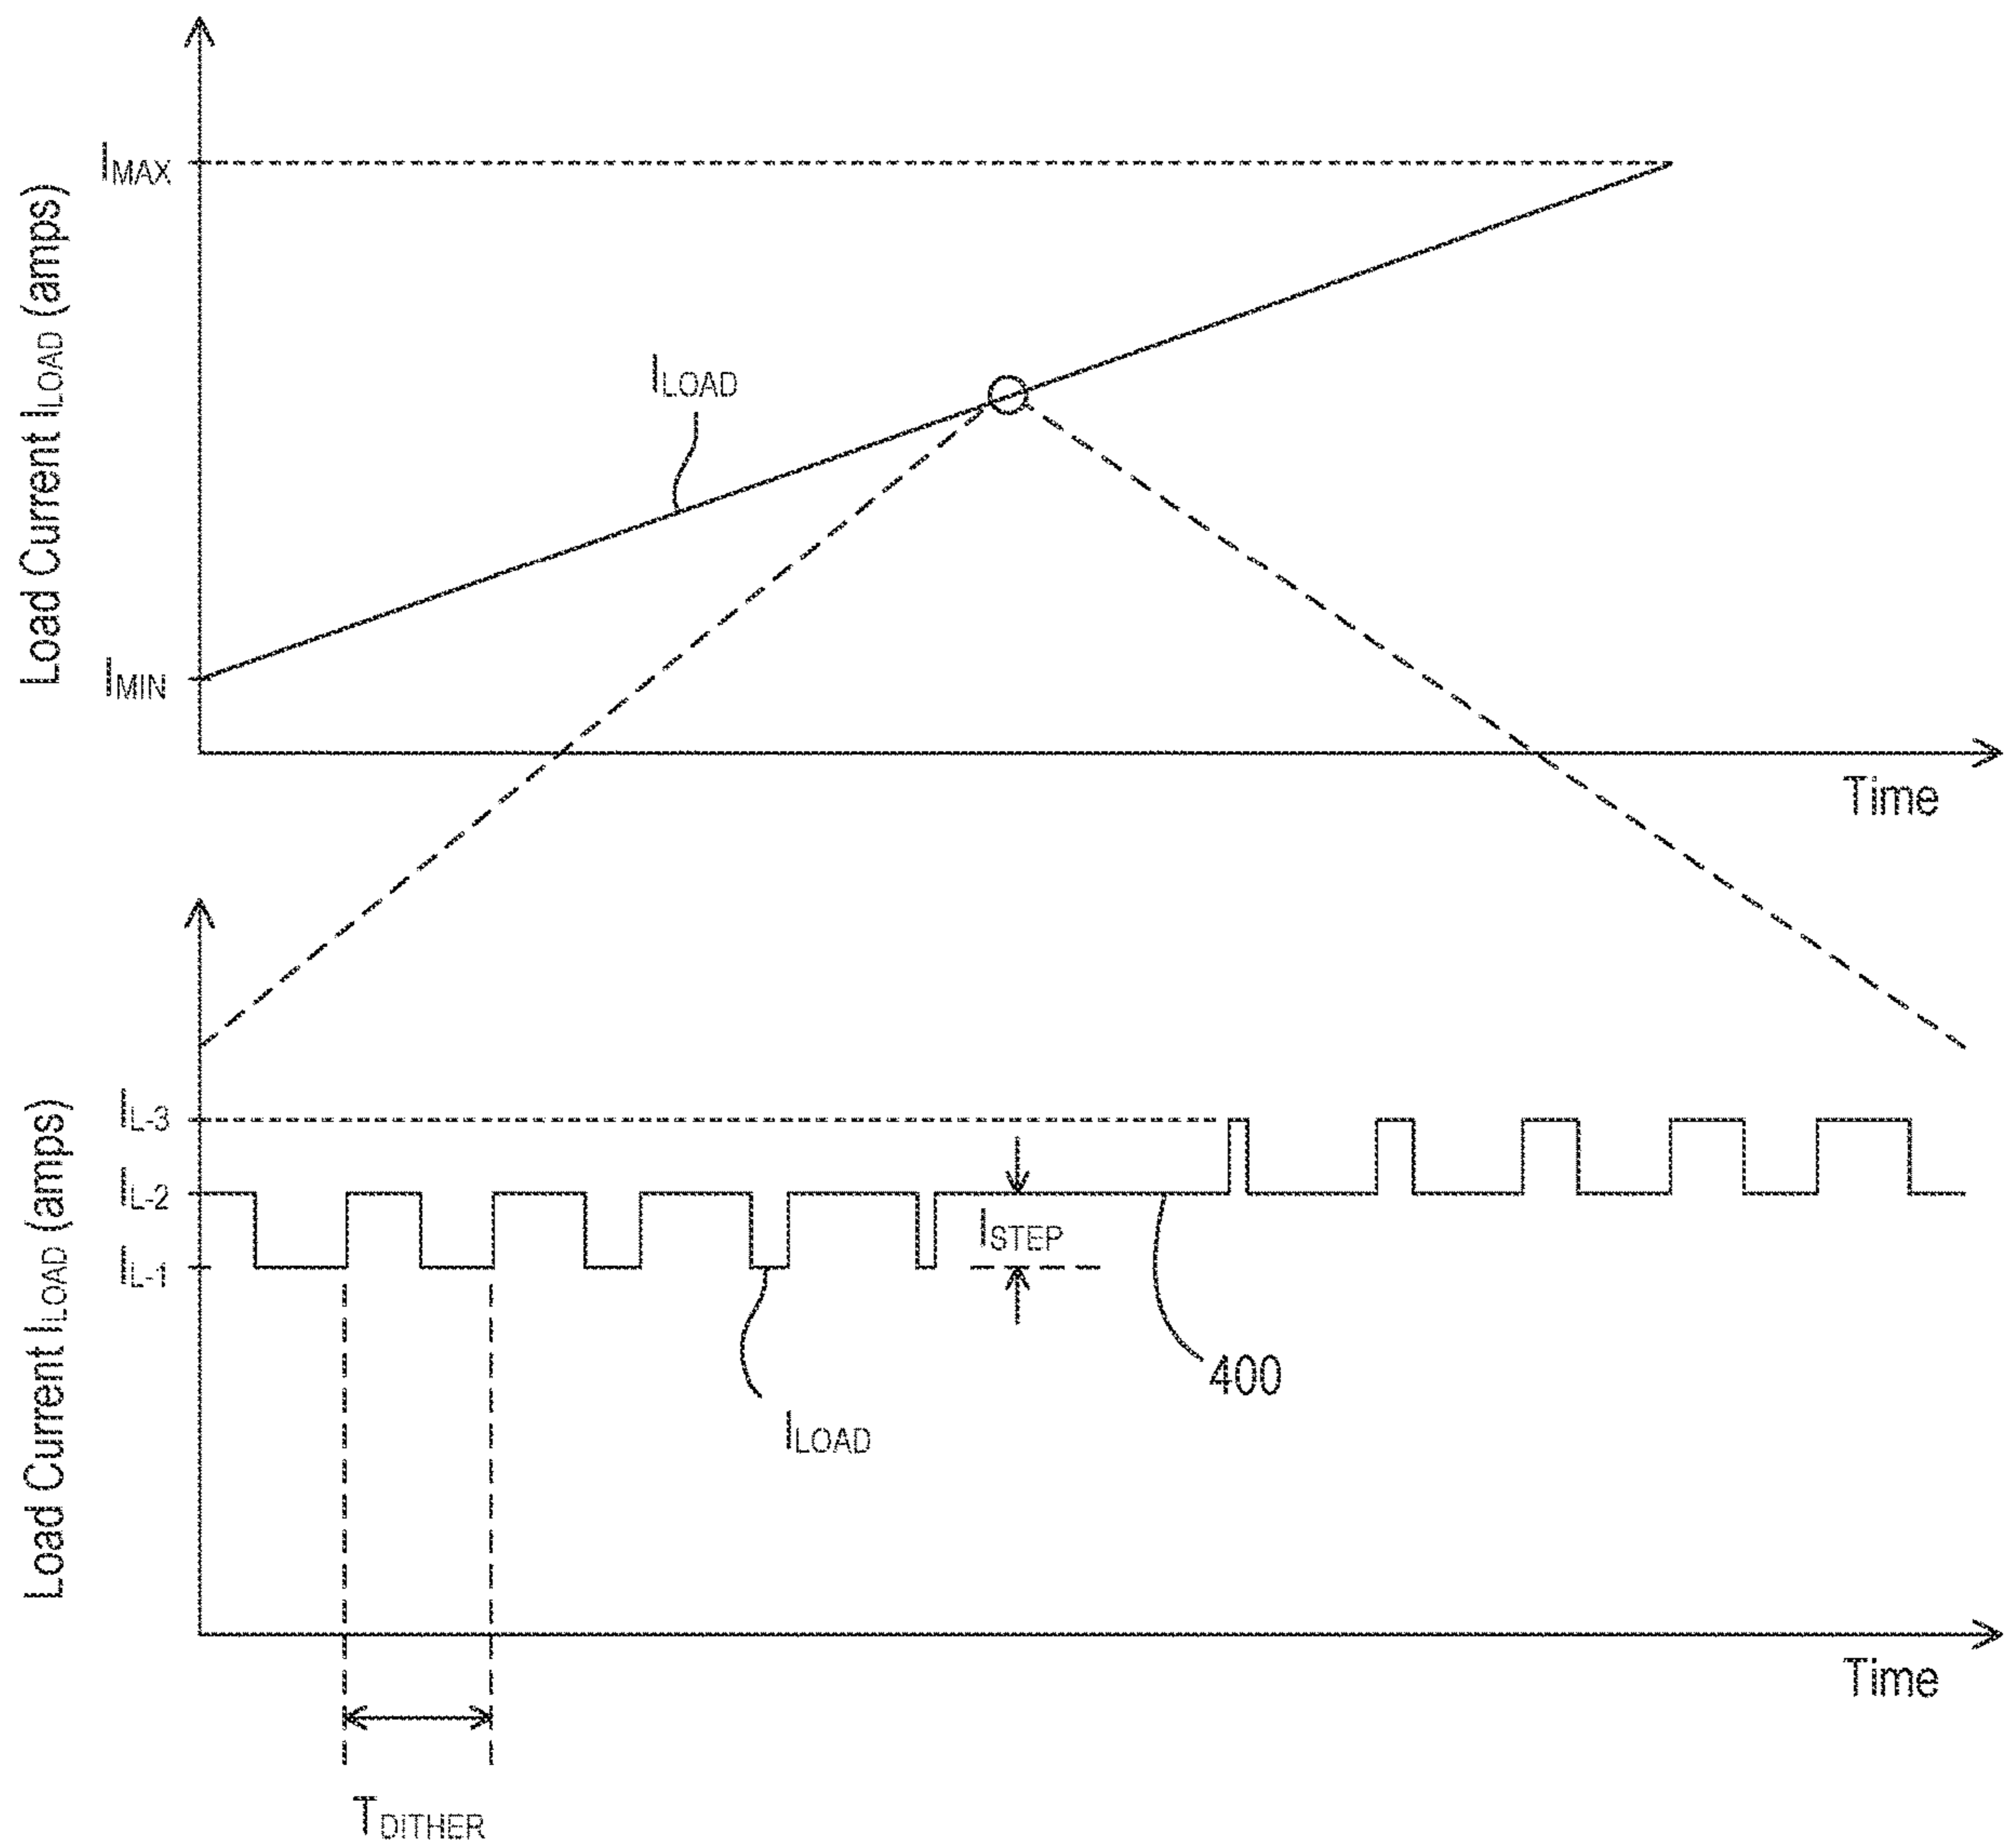 Load Current ILOAD (amps)
IMAX
ILOAD
IMIN
Time
Load Current ILOAD (amps)
IL-3
IL-2
IL-1
ISTEP
400
ILOAD
Time
TDITHER